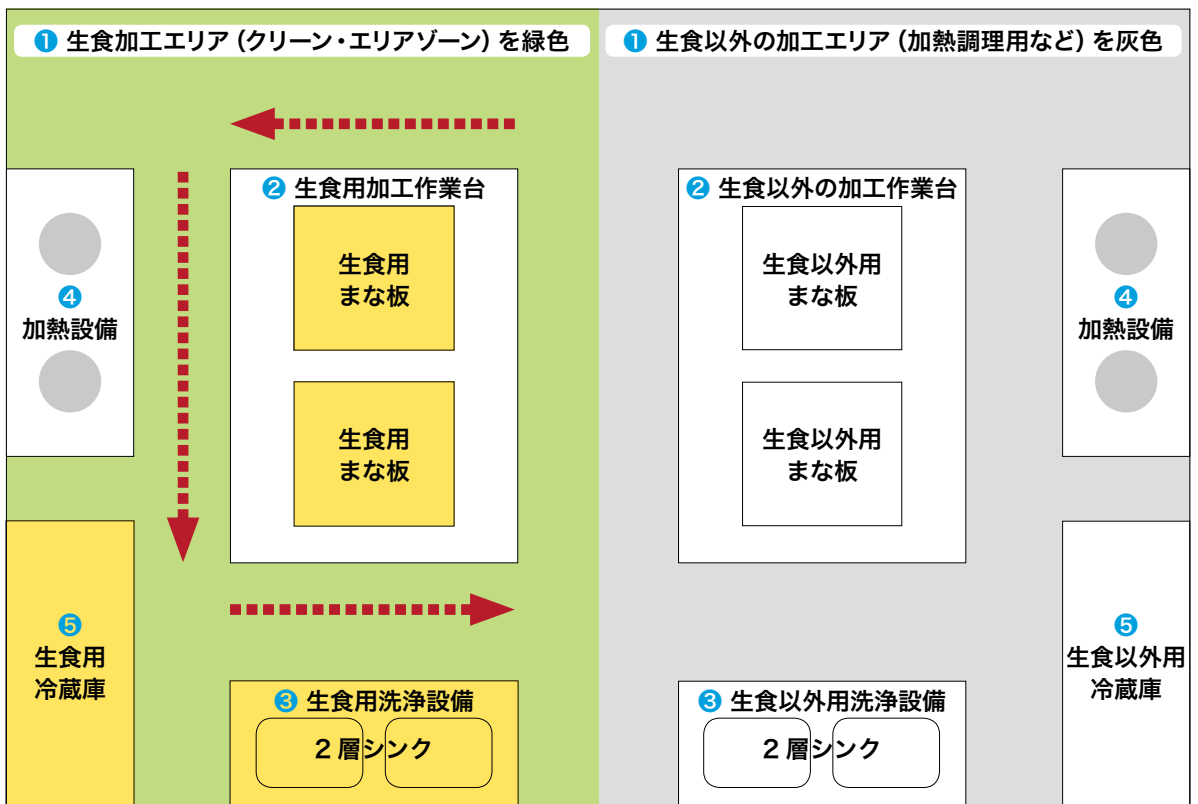 ❶ 生食加工エリア（クリーン・エリアゾーン）を緑色
❶ 生食以外の加工エリア（加熱調理用など）を灰色
❷ 生食用加工作業台
生食用
まな板
生食用
まな板
❹
加熱設備
❺
生食用
冷蔵庫
❸ 生食用洗浄設備
2層シンク
❷ 生食以外の加工作業台
生食以外用
まな板
生食以外用
まな板
❹
加熱設備
❺
生食以外用
冷蔵庫
❸ 生食以外用洗浄設備
2層シンク